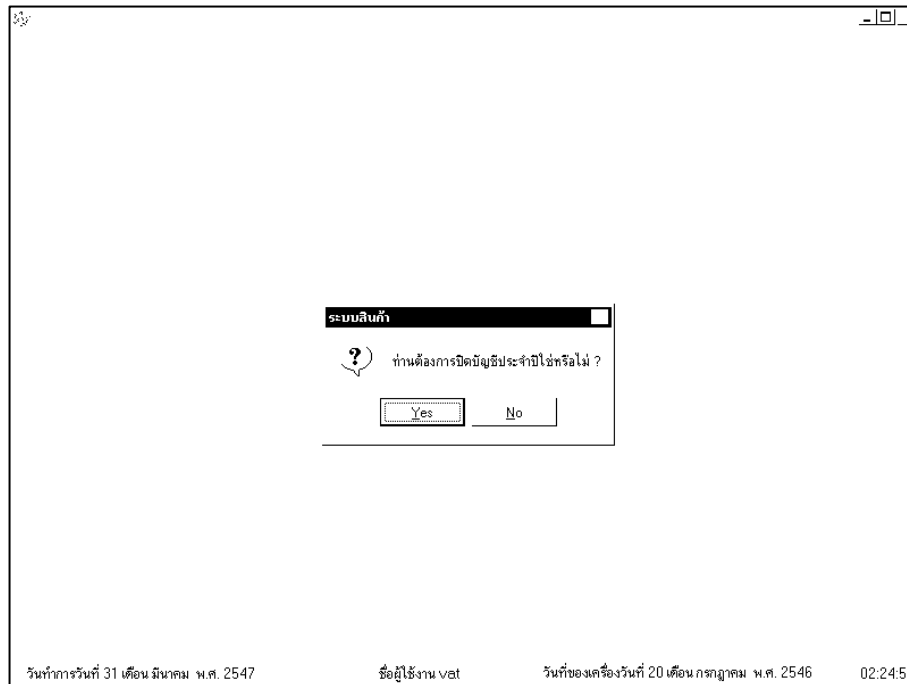 ระบบสินค้า
ท่านต้องการปิดบัญชีประจำปีใช่หรือไม่ ?
Yes No
วันทำการวันที่ 31 เดือน มีนาคม พ.ศ. 2547 ชื่อผู้ใช้งาน vat วันที่ของเครื่องวันที่ 20 เดือน กรกฎาคม พ.ศ. 2546 02:24:5